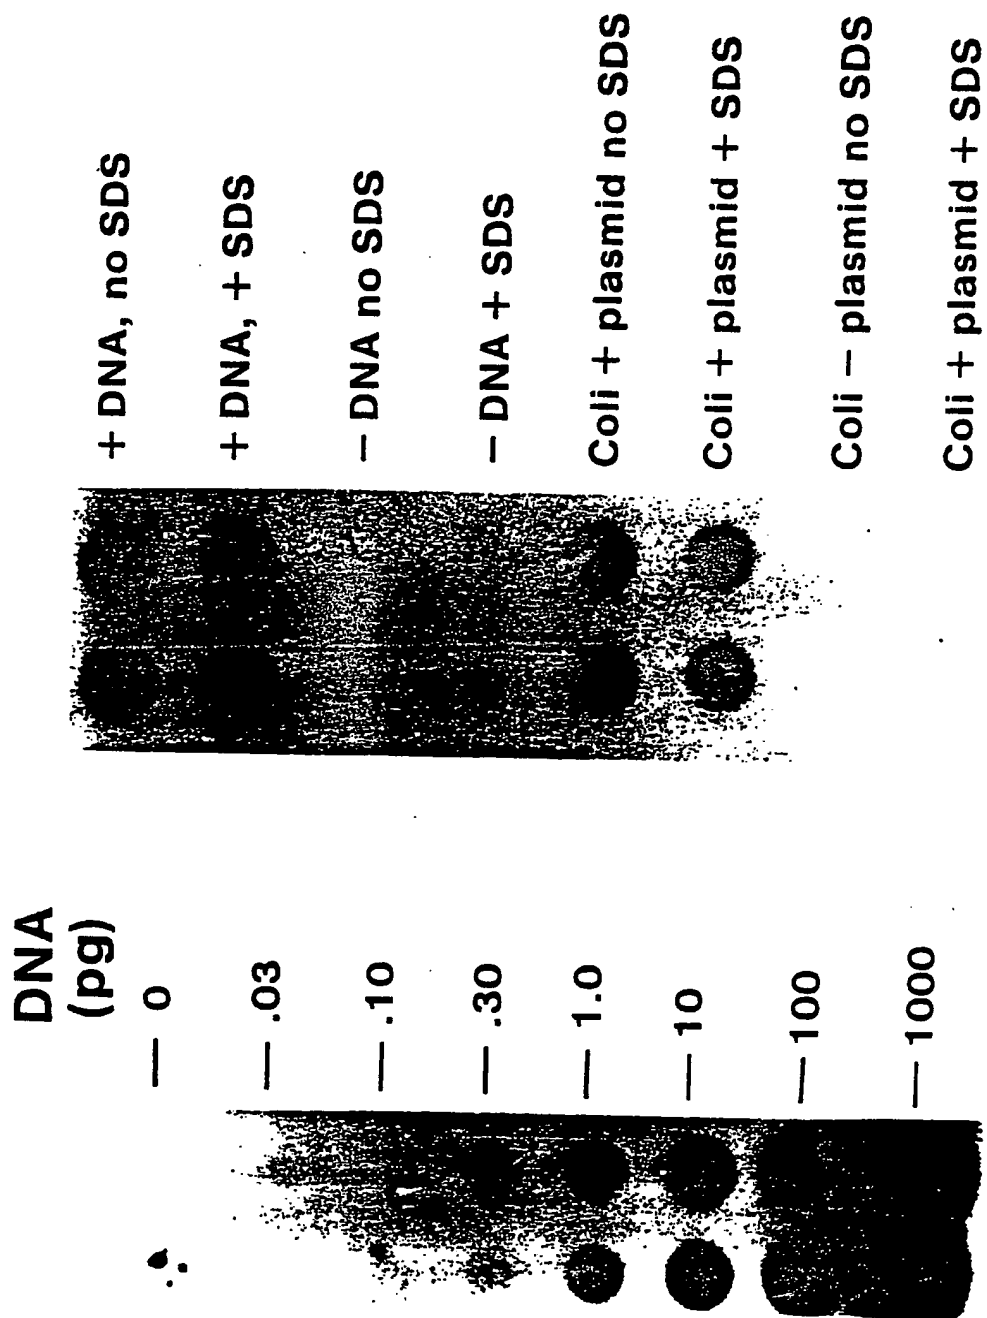 DNA
(pg)
— 0
— .03
— .10
— .30
— 1.0
— 10
— 100
— 1000
+ DNA, no SDS
+ DNA, + SDS
− DNA no SDS
− DNA + SDS
Coli + plasmid no SDS
Coli + plasmid + SDS
Coli − plasmid no SDS
Coli + plasmid + SDS